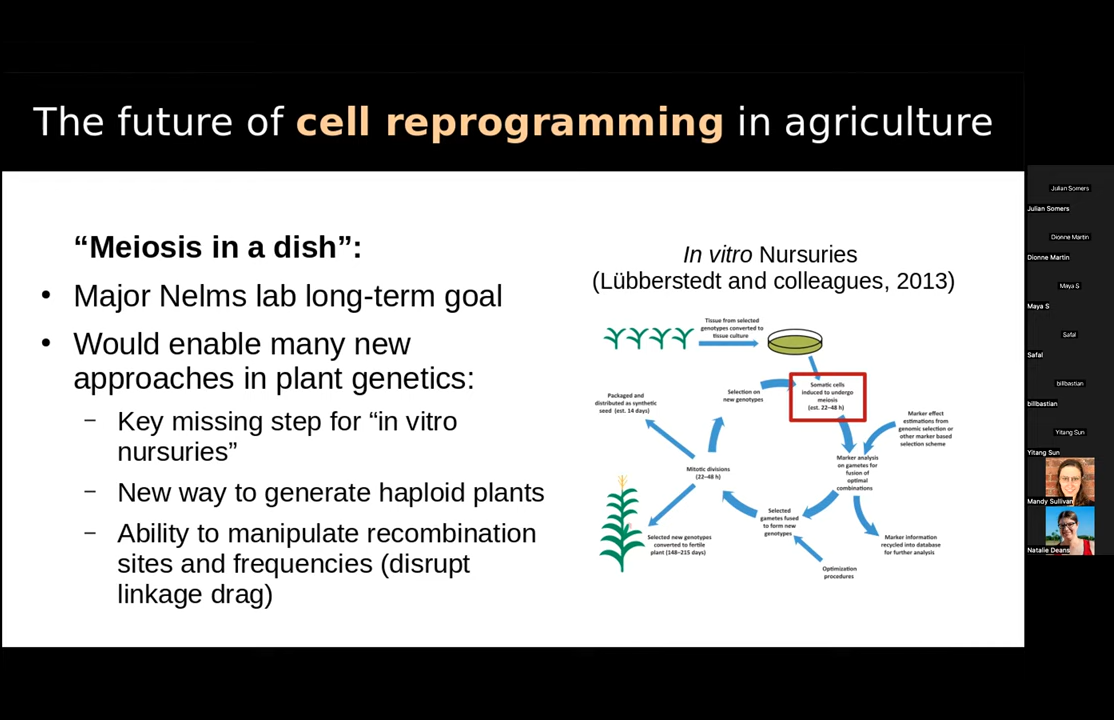 The future of cell reprogramming in agriculture
“Meiosis in a dish”:
• Major Nelms lab long-term goal
• Would enable many new
approaches in plant genetics:
– Key missing step for “in vitro
nurseries”
– New way to generate haploid plants
– Ability to manipulate recombination
sites and frequencies (disrupt
linkage drag)
In vitro Nursuries
(Lübberstedt and colleagues, 2013)
Tissue from selected
genotypes converted to
tissue culture
Somatic cells
induced to undergo
meiosis
(est. 22–48 h)
Selection on
new genotypes
Packaged and
distributed as synthetic
seed (est. 14 days)
Marker effect
estimations from
genomic selection or
other marker based
selection scheme
Marker analysis
on gametes for
fusion of
optimal
combinations
Mitotic divisions
(22–48 h)
Selected
gametes fused
to form new
genotypes
Selected new genotypes
converted to fertile
plant (148–215 days)
Marker information
recycled into database
for further analysis
Optimization
procedures
Julian Somers
Julian Somers
Dionne Martin
Dionne Martin
Maya S
Maya S
Safal
Safal
billbastian
billbastian
Yitang Sun
Yitang Sun
Mandy Sullivan
Natalie Deans